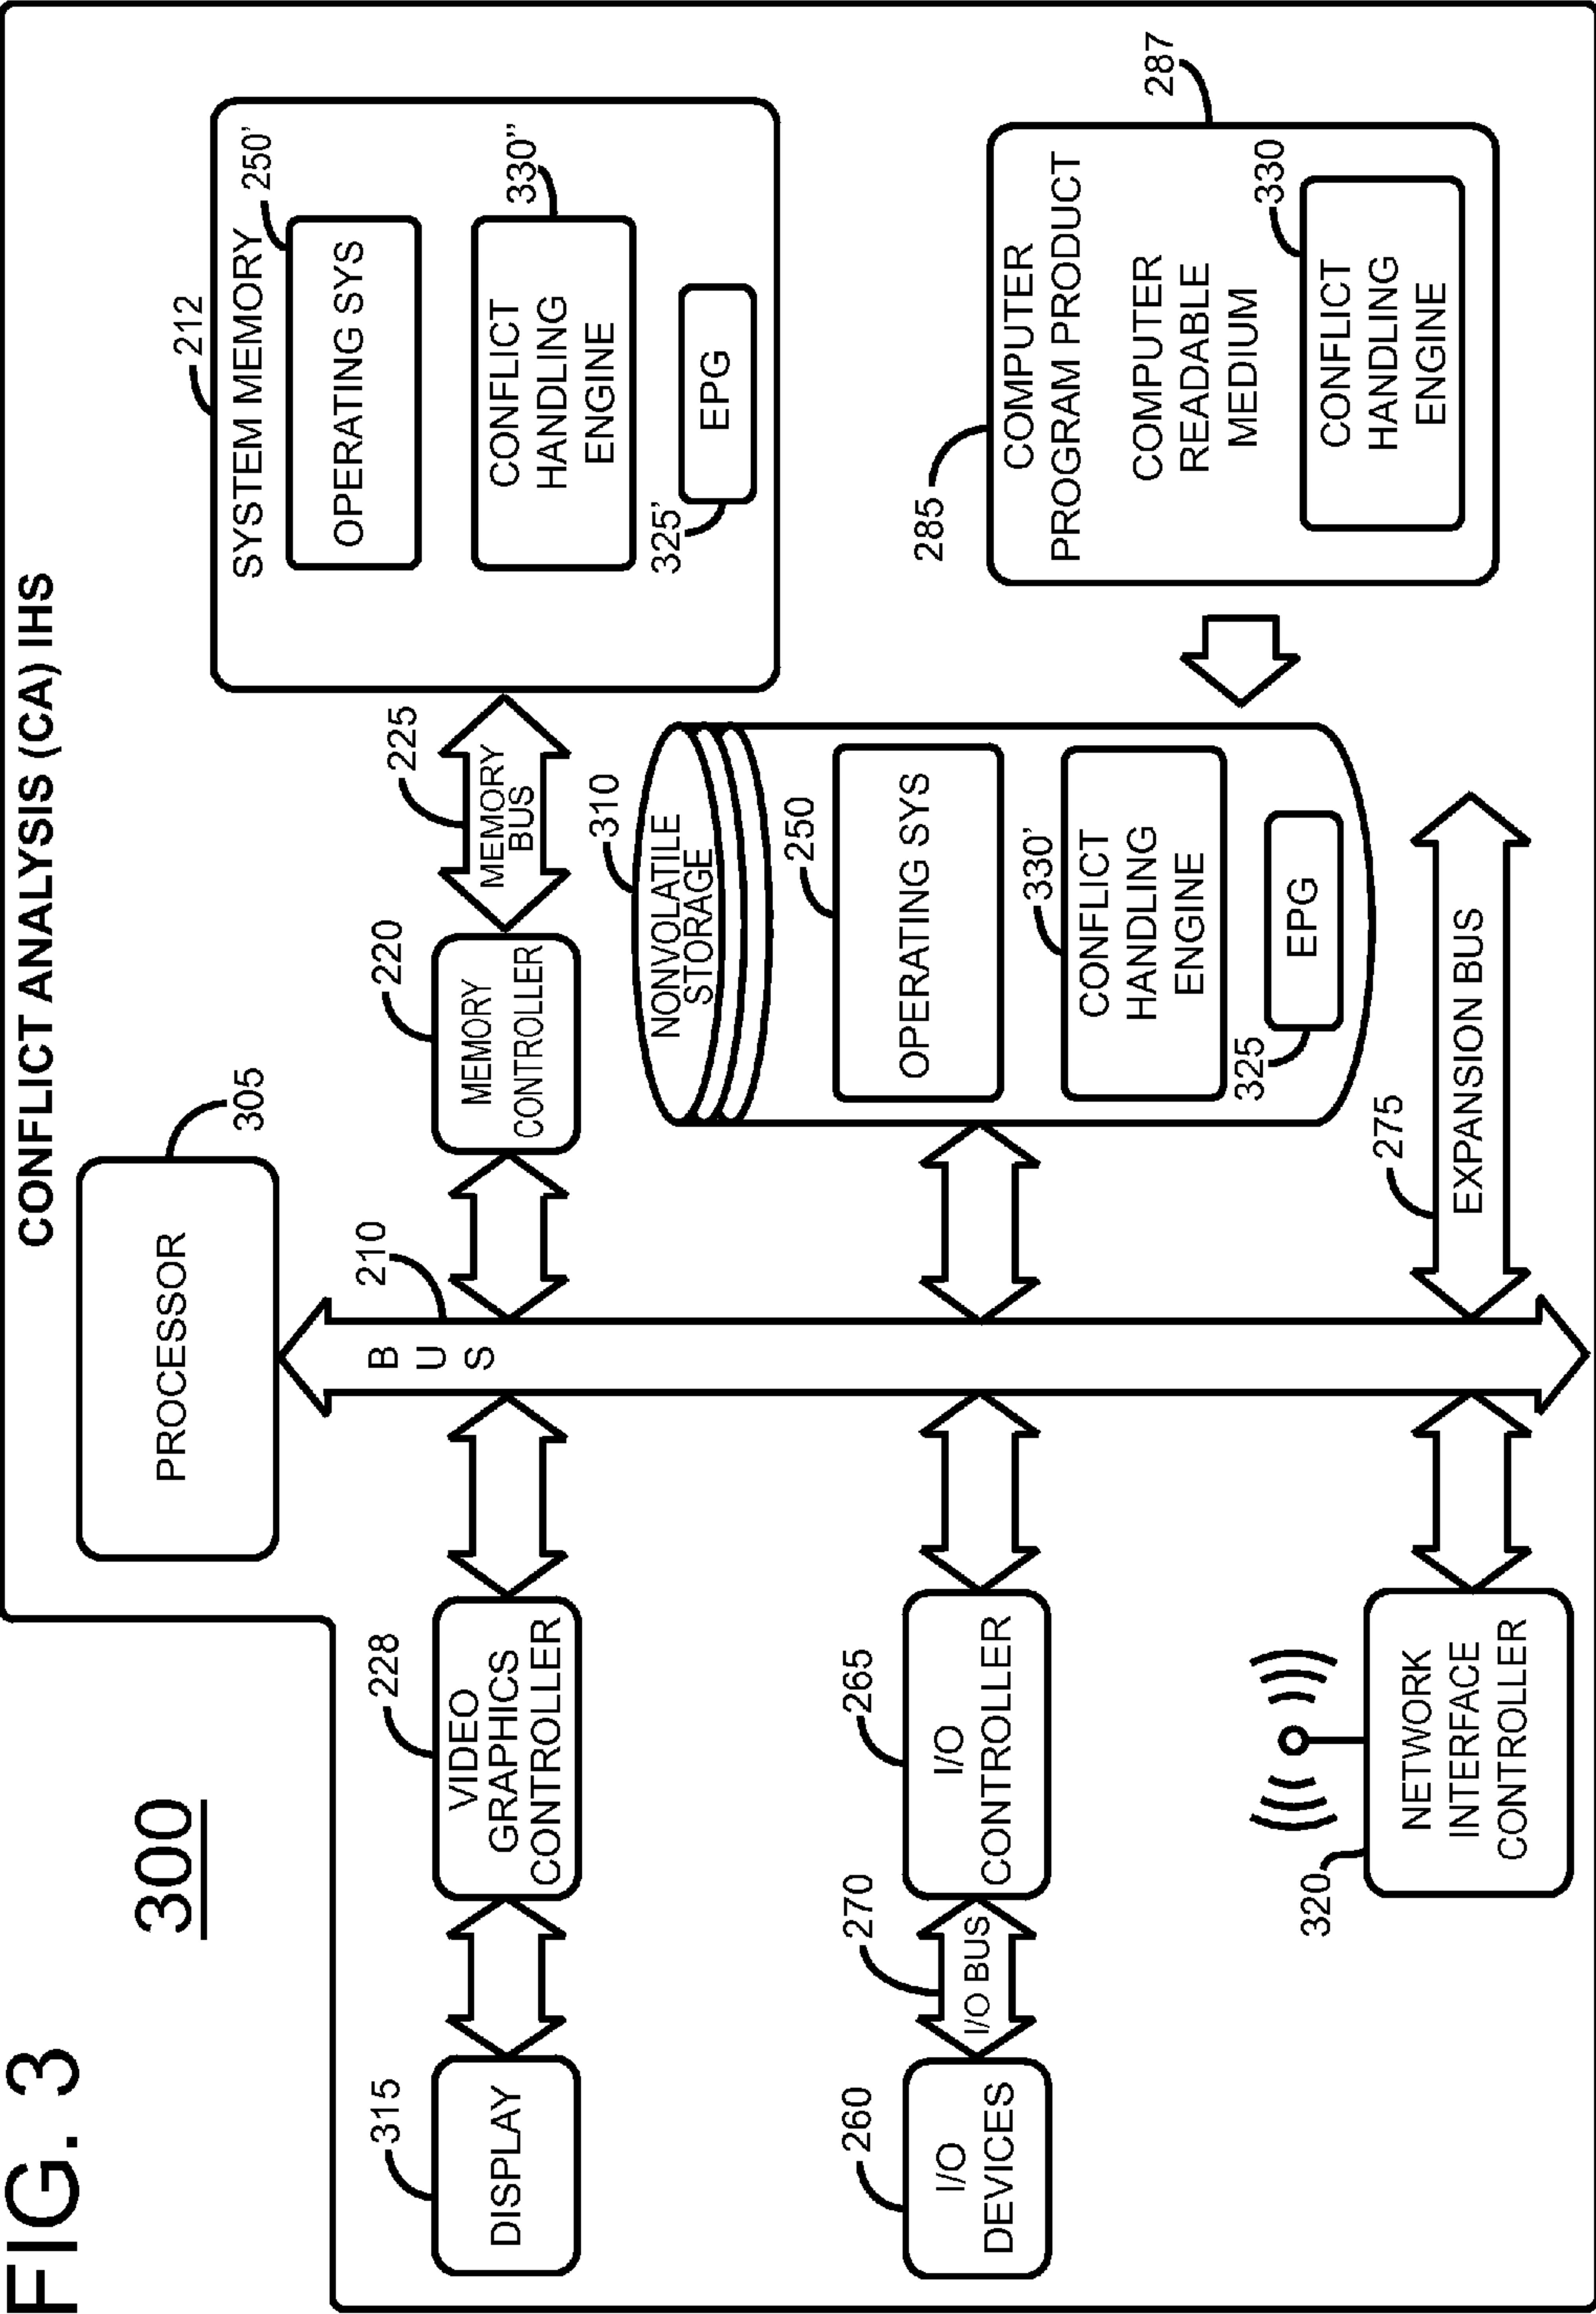 FIG. 3
300
CONFLICT ANALYSIS (CA) IHS
PROCESSOR
305
BUS
210
315
DISPLAY
228
VIDEO
GRAPHICS
CONTROLLER
220
MEMORY
CONTROLLER
225
MEMORY
BUS
212
SYSTEM MEMORY
250'
OPERATING SYS
330''
CONFLICT
HANDLING
ENGINE
325'
EPG
260
I/O
DEVICES
270
I/O BUS
265
I/O
CONTROLLER
310
NONVOLATILE
STORAGE
250
OPERATING SYS
330'
CONFLICT
HANDLING
ENGINE
325
EPG
285
COMPUTER
PROGRAM PRODUCT
287
COMPUTER
READABLE
MEDIUM
330
CONFLICT
HANDLING
ENGINE
320
NETWORK
INTERFACE
CONTROLLER
275
EXPANSION BUS